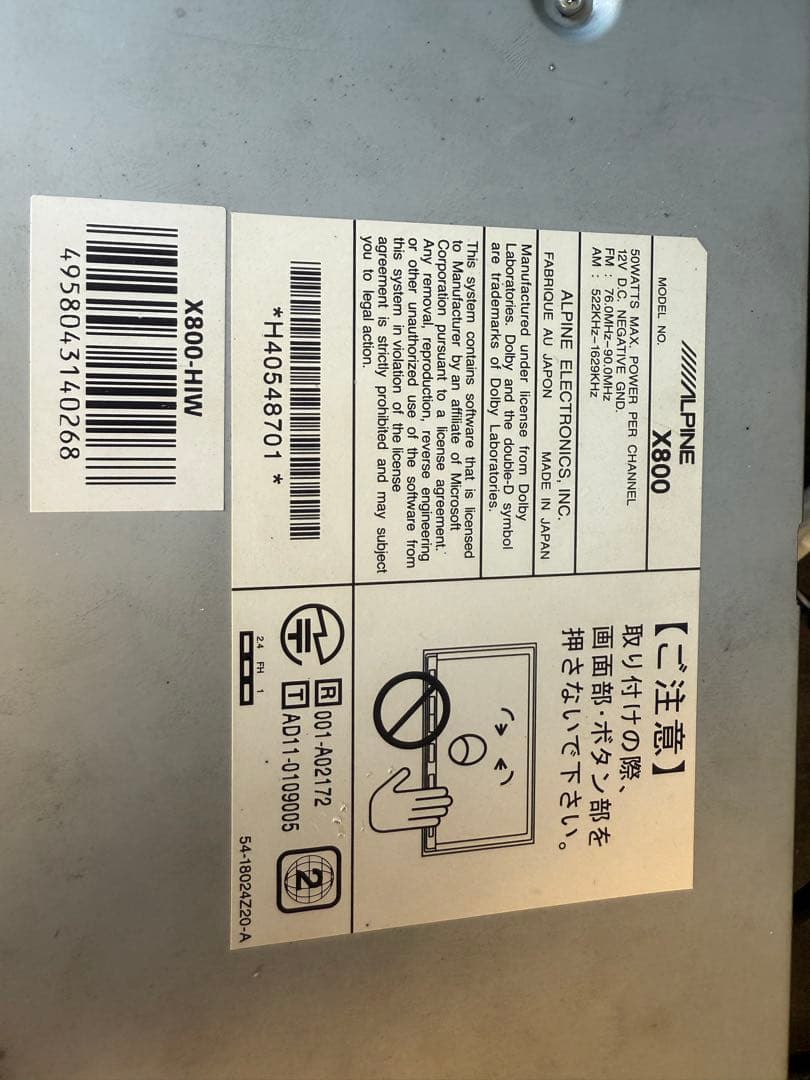 ALPINE
MODEL NO. X800
50WATTS MAX. POWER PER CHANNEL
12V D.C. NEGATIVE GND.
FM : 76.0MHz-90.0MHz
AM : 522KHz-1629KHz
ALPINE ELECTRONICS, INC.
FABRIQUE AU JAPON MADE IN JAPAN
Manufactured under license from Dolby
Laboratories. Dolby and the double-D symbol
are trademarks of Dolby Laboratories.
This system contains software that is licensed
to Manufacturer by an affiliate of Microsoft
Corporation pursuant to a license agreement.
Any removal, reproduction, reverse engineering
or other unauthorized use of the software from
this system in violation of the license
agreement is strictly prohibited and may subject
you to legal action.
*H40548701*
【ご注意】
取り付けの際、
画面部・ボタン部を
押さないで下さい。
R 001-A02172
T AD11-0109005
2.4 FH 1
2
54-18024Z20-A
X800-HIW
4958043140268